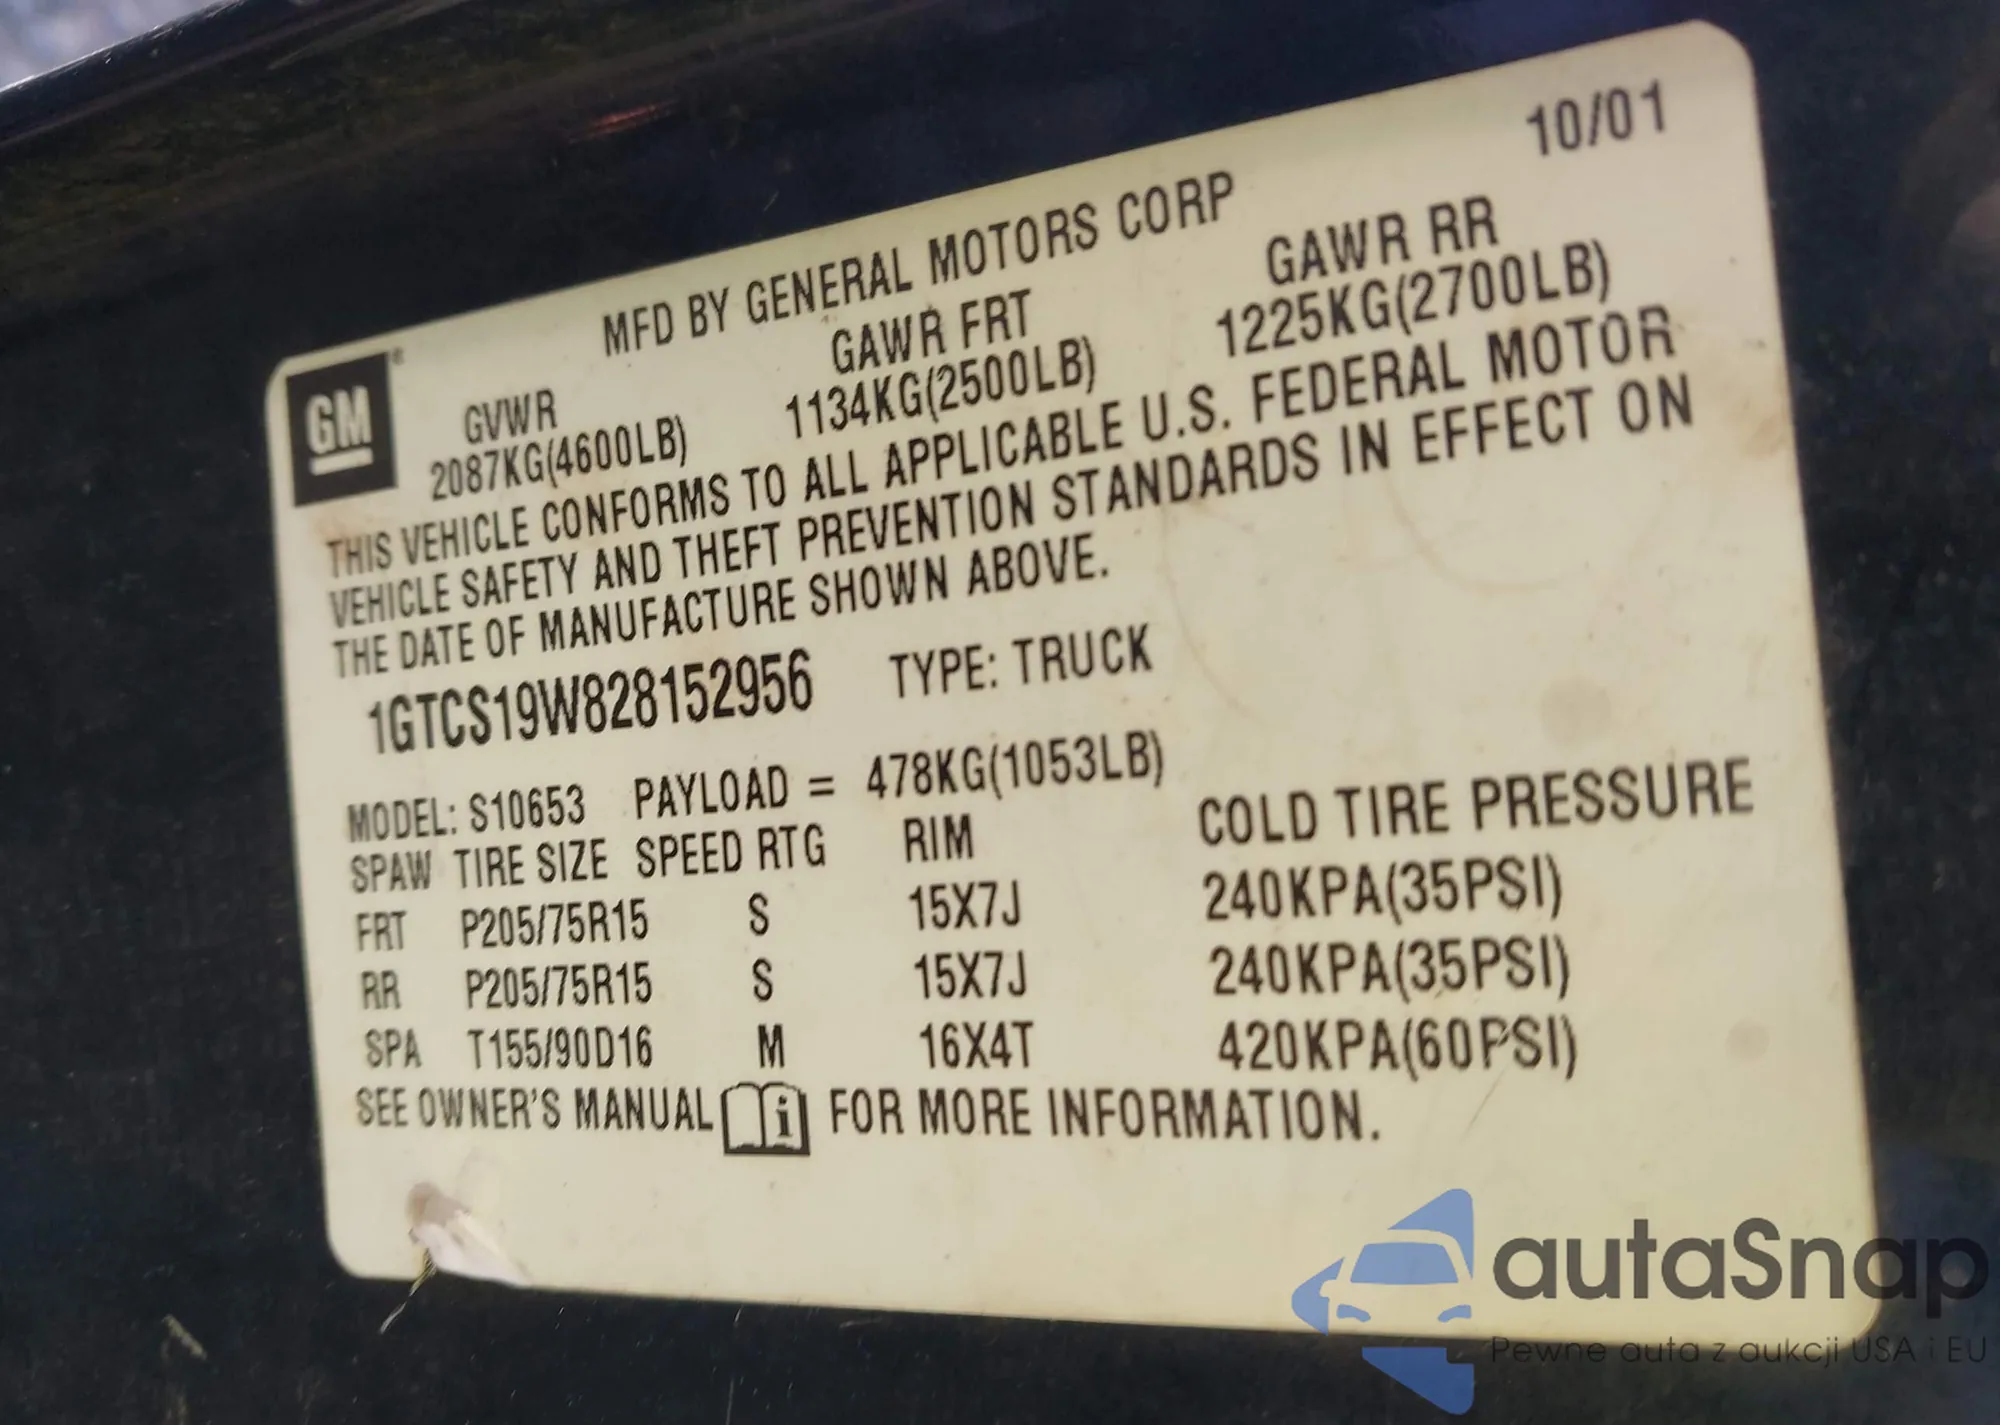 10/01
MFD BY GENERAL MOTORS CORP
GM®
GVWR GAWR FRT GAWR RR
2087KG(4600LB) 1134KG(2500LB) 1225KG(2700LB)
THIS VEHICLE CONFORMS TO ALL APPLICABLE U.S. FEDERAL MOTOR
VEHICLE SAFETY AND THEFT PREVENTION STANDARDS IN EFFECT ON
THE DATE OF MANUFACTURE SHOWN ABOVE.
1GTCS19W828152956 TYPE: TRUCK
MODEL: S10653 PAYLOAD = 478KG(1053LB)
SPAW TIRE SIZE SPEED RTG RIM COLD TIRE PRESSURE
FRT P205/75R15 S 15X7J 240KPA(35PSI)
RR P205/75R15 S 15X7J 240KPA(35PSI)
SPA T155/90D16 M 16X4T 420KPA(60PSI)
SEE OWNER'S MANUAL i FOR MORE INFORMATION.
autaSnap
Pewne auta z aukcji USA i EU